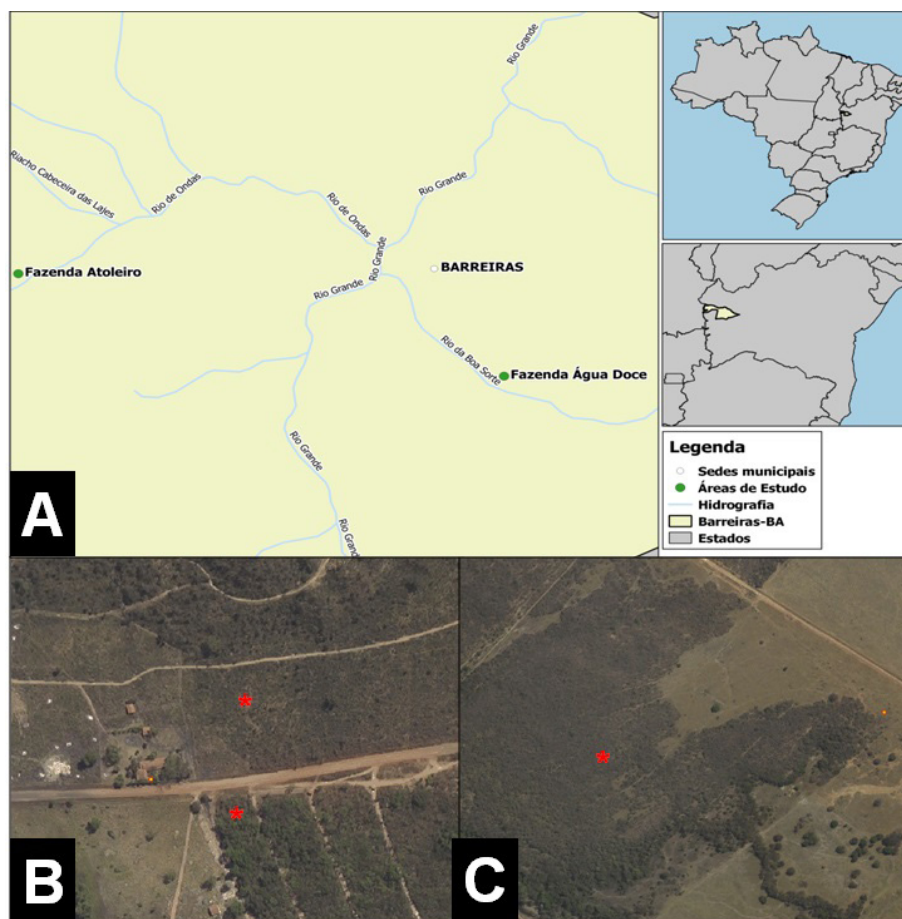 Rio Grande
Riacho Cabeceira das Lajes
Rio de Ondas
Rio de Ondas
Rio Grande
Rio Grande
BARREIRAS
Fazenda Atoleiro
Rio Grande
Rio da Boa Sorte
Fazenda Água Doce
Rio Grande
Rio Grande
A
Legenda
Sedes municipais
Áreas de Estudo
Hidrografia
Barreiras-BA
Estados
B
C